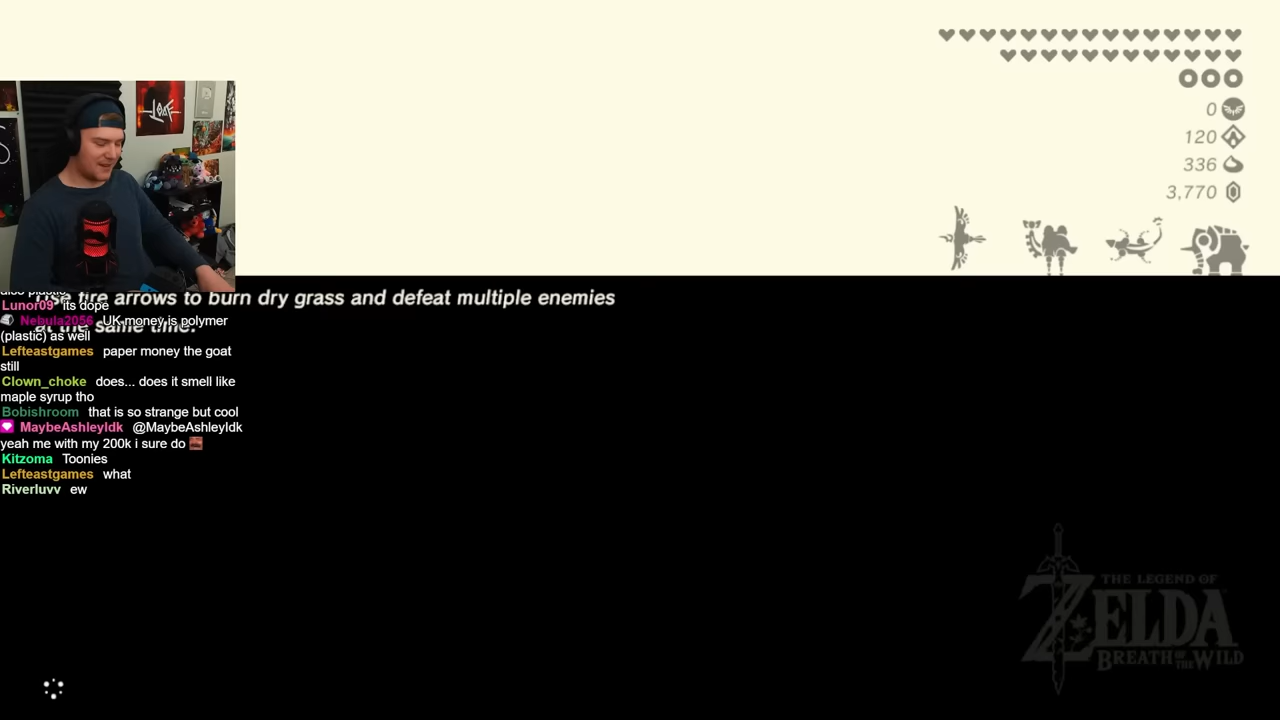 0
120
336
3,770
Use fire arrows to burn dry grass and defeat multiple enemies
at the same time.
Lunor09 its dope
Nebula2056 UK money is polymer
(plastic) as well
Lefteastgames paper money the goat
still
Clown_choke does... does it smell like
maple syrup tho
Bobishroom that is so strange but cool
MaybeAshleyIdk @MaybeAshleyIdk
yeah me with my 200k i sure do
Kitzoma Toonies
Lefteastgames what
Riverluvv ew
THE LEGEND OF
ZELDA
BREATH OF THE WILD